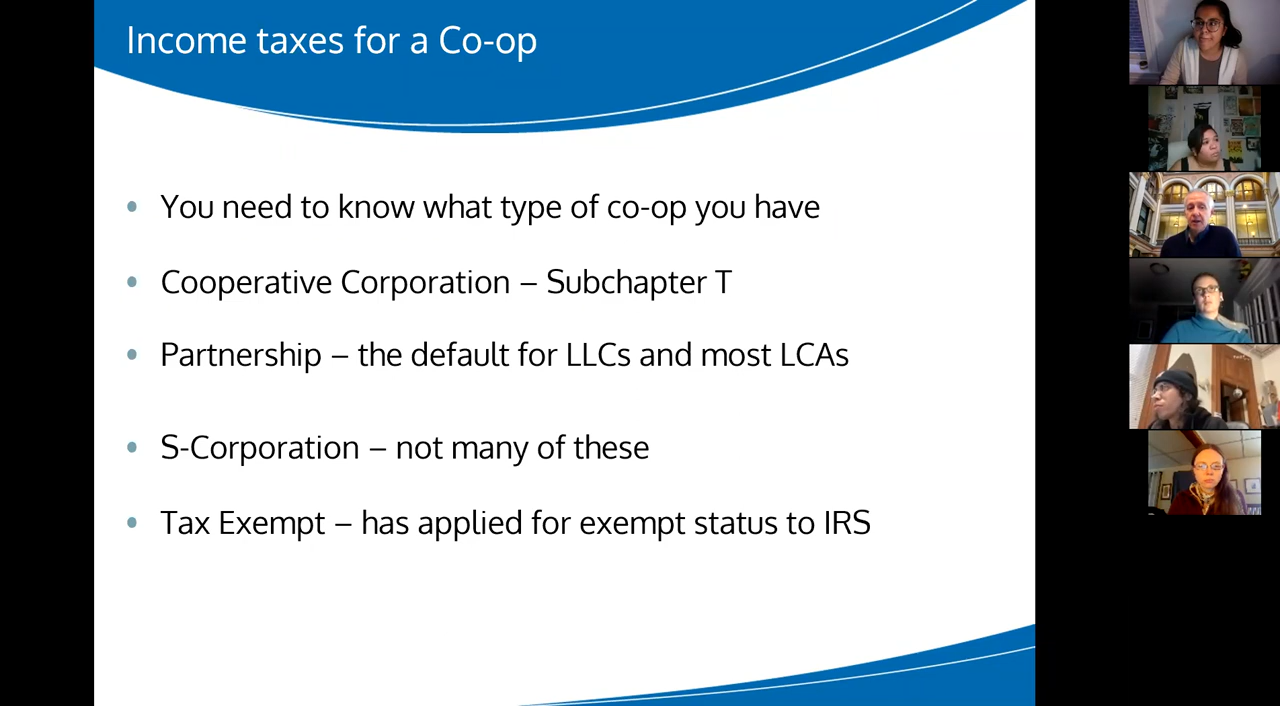 Income taxes for a Co-op
• You need to know what type of co-op you have
• Cooperative Corporation – Subchapter T
• Partnership – the default for LLCs and most LCAs
• S-Corporation – not many of these
• Tax Exempt – has applied for exempt status to IRS